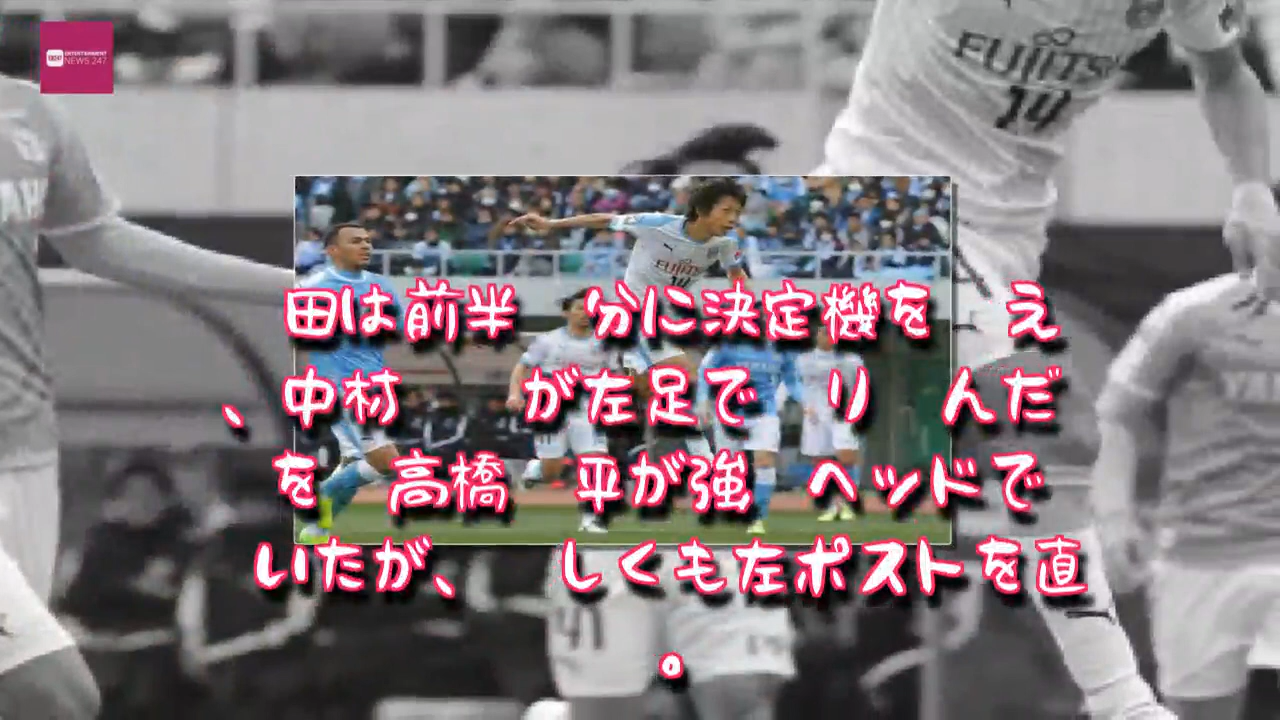 ENTERTAINMENT
NEWS 247
FUJITSU
14
FUJITSU
14
田は前半 分に決定機を え
、中村 が左足で り んだ
を 高橋 平が強 ヘッドで
いたが、 しくも左ポストを直
。
41